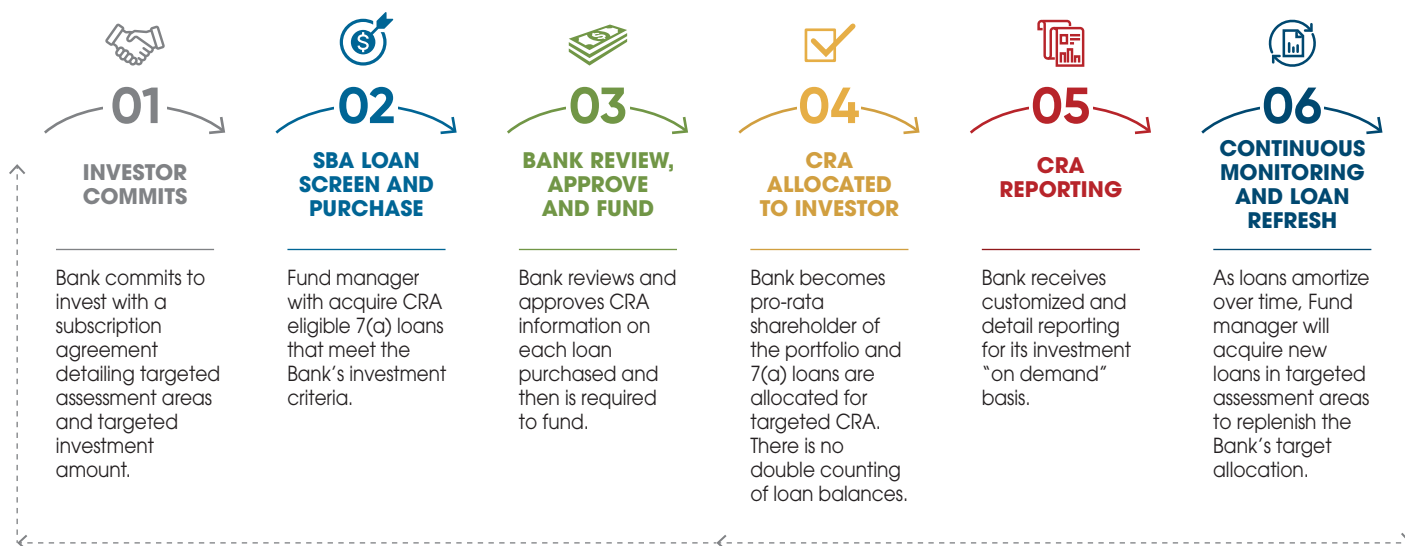 01
INVESTOR
COMMITS
Bank commits to
invest with a
subscription
agreement
detailing targeted
assessment areas
and targeted
investment
amount.
02
SBA LOAN
SCREEN AND
PURCHASE
Fund manager
with acquire CRA
eligible 7(a) loans
that meet the
Bank’s investment
criteria.
03
BANK REVIEW,
APPROVE
AND FUND
Bank reviews and
approves CRA
information on
each loan
purchased and
then is required
to fund.
04
CRA
ALLOCATED
TO INVESTOR
Bank becomes
pro-rata
shareholder of
the portfolio and
7(a) loans are
allocated for
targeted CRA.
There is no
double counting
of loan balances.
05
CRA
REPORTING
Bank receives
customized and
detail reporting
for its investment
“on demand”
basis.
06
CONTINUOUS
MONITORING
AND LOAN
REFRESH
As loans amortize
over time, Fund
manager will
acquire new
loans in targeted
assessment areas
to replenish the
Bank’s target
allocation.